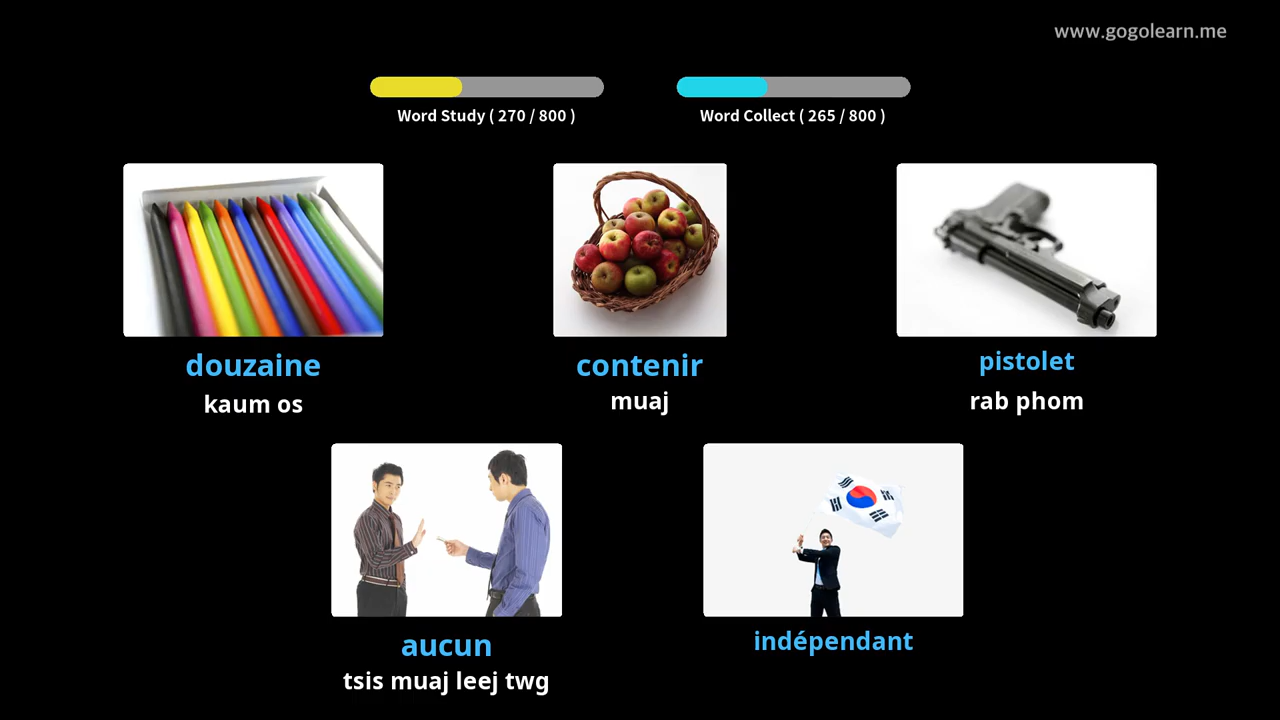 www.gogolearn.me
Word Study ( 270 / 800 )
Word Collect ( 265 / 800 )
douzaine
kaum os
contenir
muaj
pistolet
rab phom
aucun
tsis muaj leej twg
indépendant